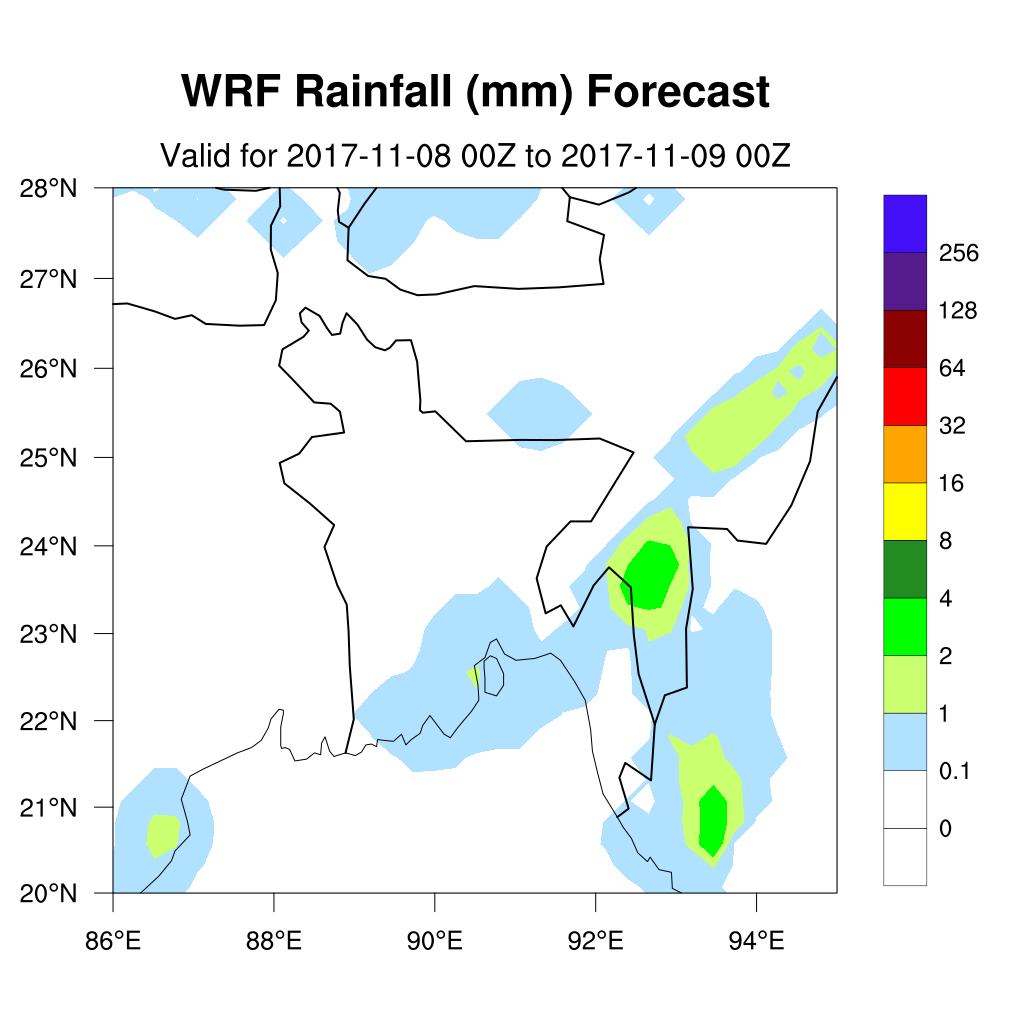 WRF Rainfall (mm) Forecast
Valid for 2017-11-08 00Z to 2017-11-09 00Z
28°N
27°N
26°N
25°N
24°N
23°N
22°N
21°N
20°N
86°E 88°E 90°E 92°E 94°E
256
128
64
32
16
8
4
2
1
0.1
0